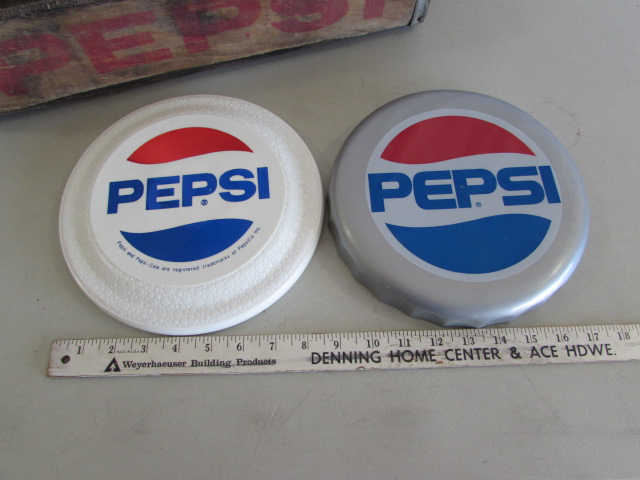 PEPSI
PEPSI
®
Pepsi and Pepsi-Cola are registered trademarks of PepsiCo Inc.
PEPSI
®
1 2 3 4 5 6 7 8 9 10 11 12 13 14 15 16 17 18
MADE IN U.S.A.
Weyerhaeuser Building Products
DENNING HOME CENTER & ACE HDWE.